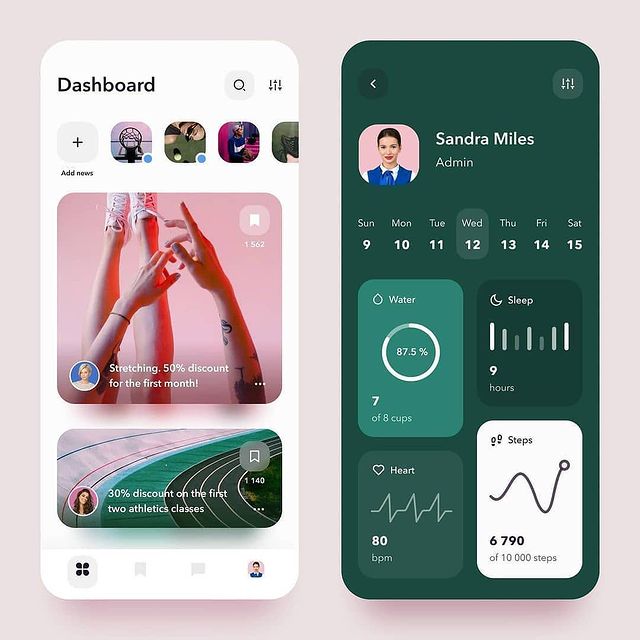 Dashboard
Add news
1 562
Stretching. 50% discount
for the first month!
1 140
30% discount on the first
two athletics classes
Sandra Miles
Admin
Sun Mon Tue Wed Thu Fri Sat
9 10 11 12 13 14 15
Water
87.5 %
7
of 8 cups
Sleep
9
hours
Heart
80
bpm
Steps
6 790
of 10 000 steps